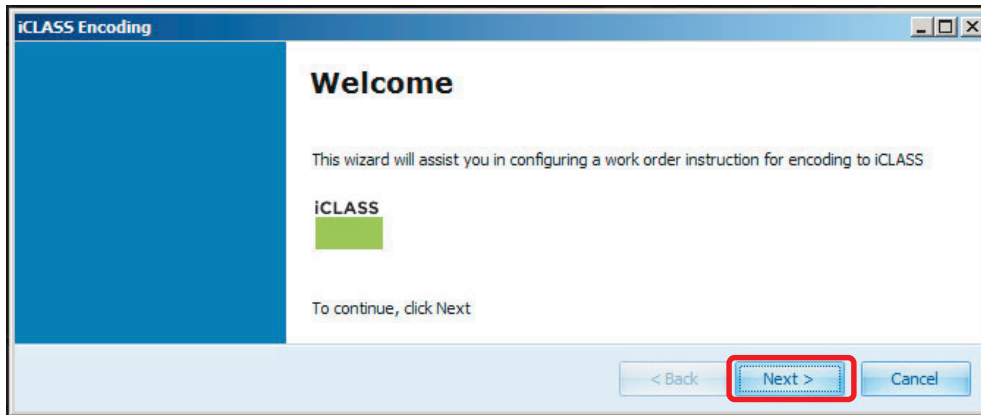 iCLASS Encoding
Welcome
This wizard will assist you in configuring a work order instruction for encoding to iCLASS
iCLASS
To continue, click Next
< Back Next > Cancel